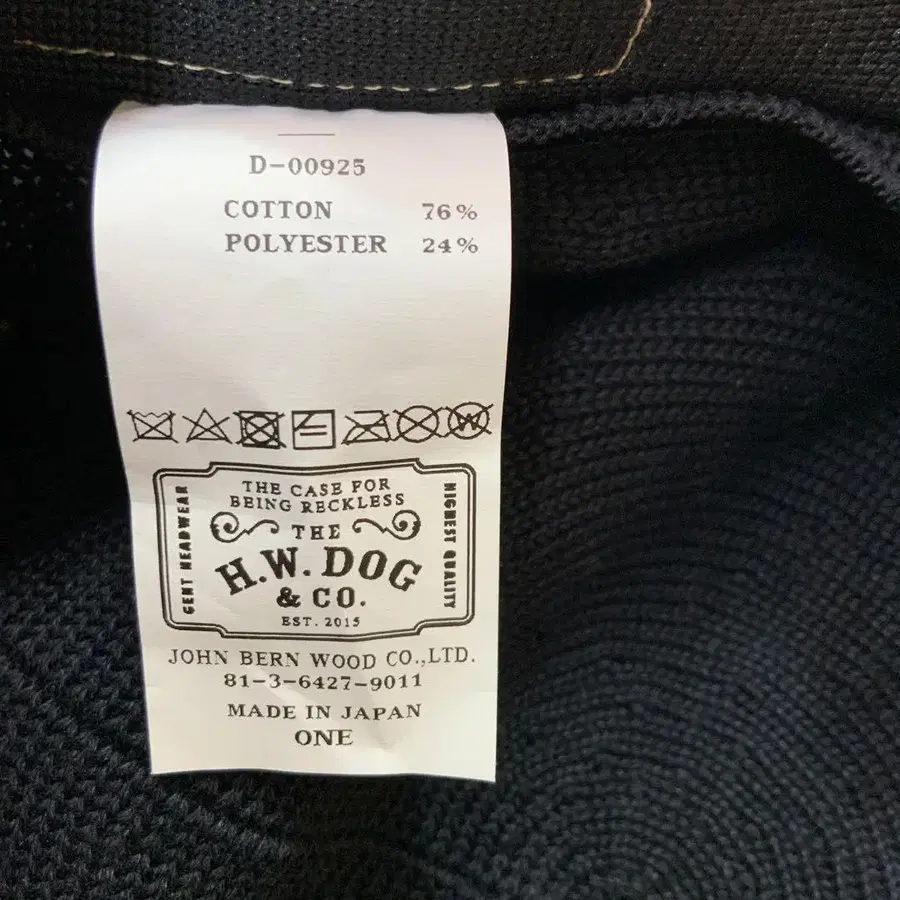 D-00925
COTTON 76%
POLYESTER 24%
THE CASE FOR
BEING RECKLESS
GENT HEADWEAR
HIGHEST QUALITY
THE
H.W. DOG
& CO.
EST. 2015
JOHN BERN WOOD CO.,LTD.
81-3-6427-9011
MADE IN JAPAN
ONE